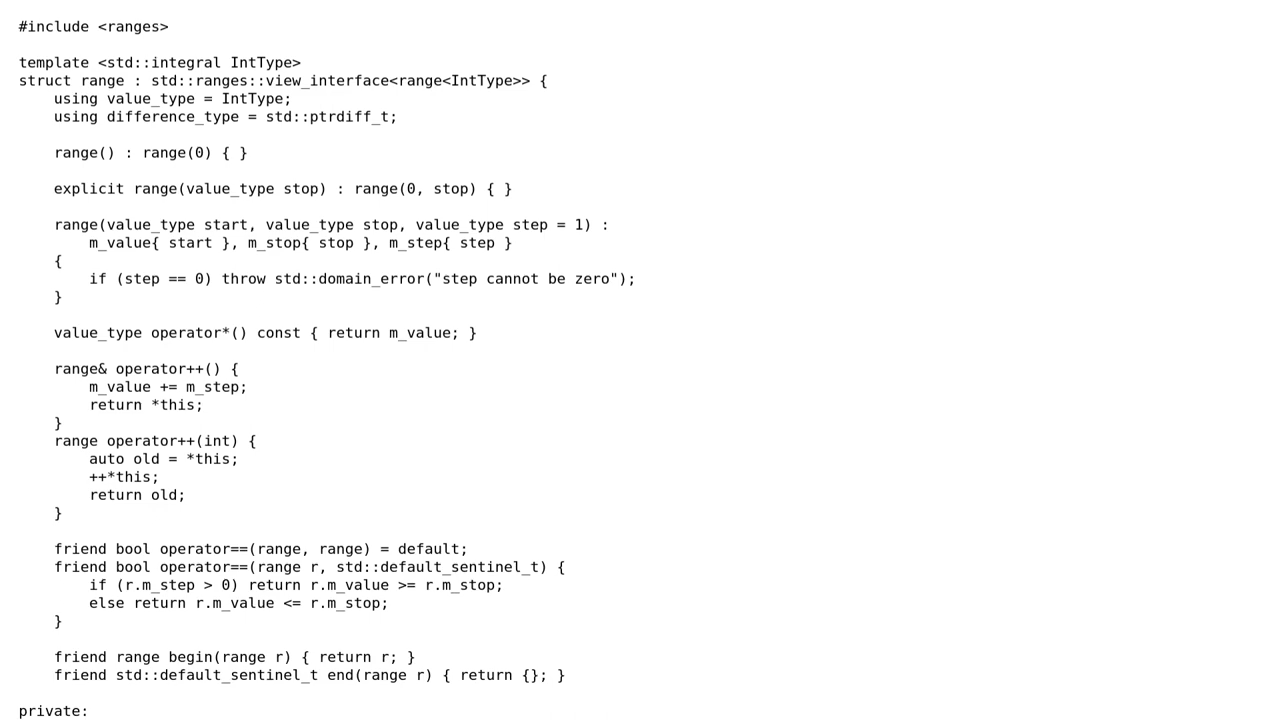 #include <ranges>

template <std::integral IntType>
struct range : std::ranges::view_interface<range<IntType>> {
    using value_type = IntType;
    using difference_type = std::ptrdiff_t;

    range() : range(0) { }

    explicit range(value_type stop) : range(0, stop) { }

    range(value_type start, value_type stop, value_type step = 1) :
        m_value{ start }, m_stop{ stop }, m_step{ step }
    {
        if (step == 0) throw std::domain_error("step cannot be zero");
    }

    value_type operator*() const { return m_value; }

    range& operator++() {
        m_value += m_step;
        return *this;
    }
    range operator++(int) {
        auto old = *this;
        ++*this;
        return old;
    }

    friend bool operator==(range, range) = default;
    friend bool operator==(range r, std::default_sentinel_t) {
        if (r.m_step > 0) return r.m_value >= r.m_stop;
        else return r.m_value <= r.m_stop;
    }

    friend range begin(range r) { return r; }
    friend std::default_sentinel_t end(range r) { return {}; }

private: